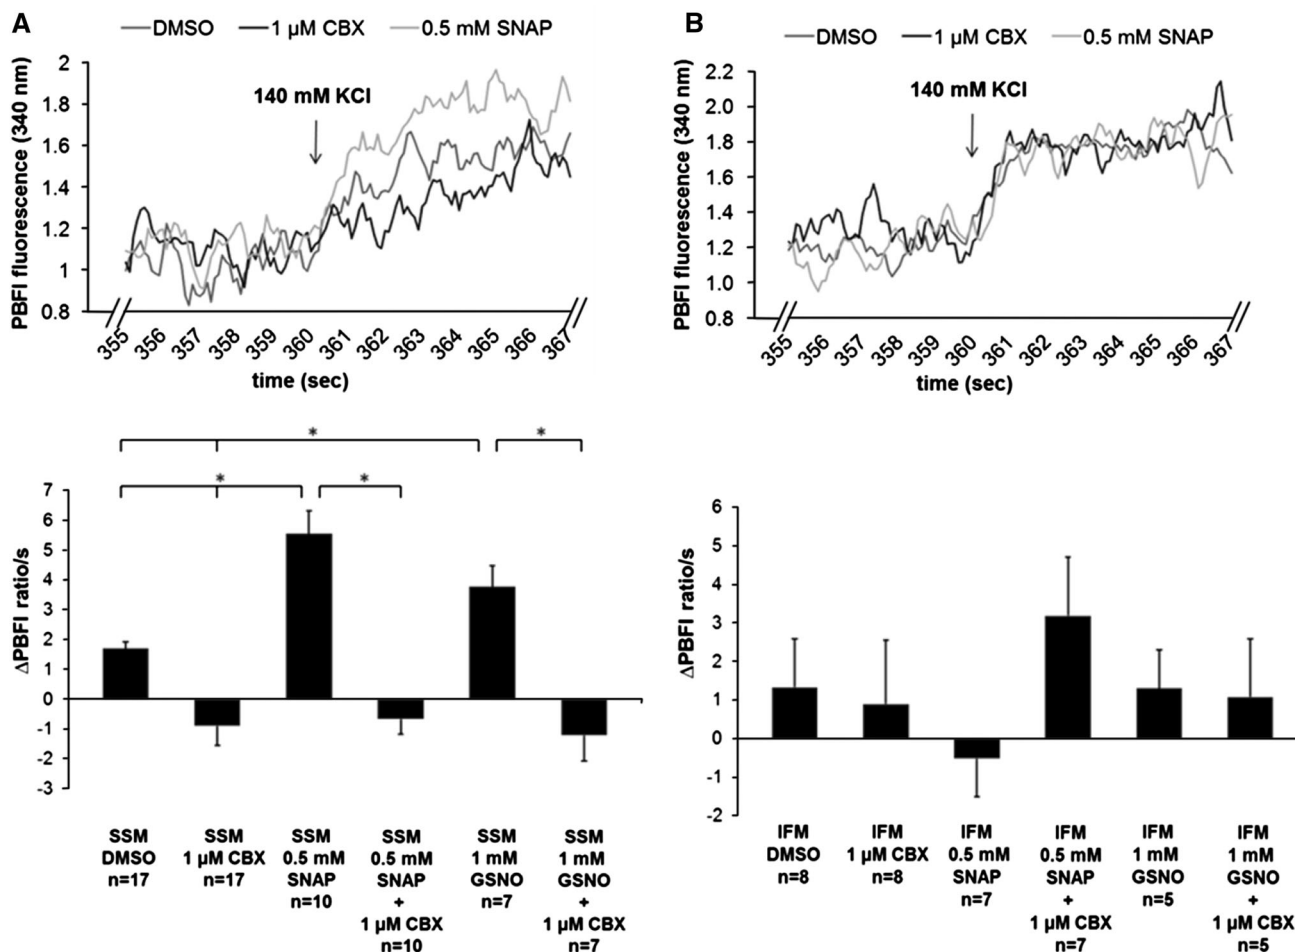 A
DMSO 1 µM CBX 0.5 mM SNAP
PBFI fluorescence (340 nm)
2
1.8
1.6
1.4
1.2
1
0.8
140 mM KCl
355 356 357 358 359 360 361 362 363 364 365 366 367
time (sec)
B
DMSO 1 µM CBX 0.5 mM SNAP
PBFI fluorescence (340 nm)
2.2
2.0
1.8
1.6
1.4
1.2
1.0
0.8
140 mM KCl
355 356 357 358 359 360 361 362 363 364 365 366 367
time (sec)
* *
* *
ΔPBFI ratio/s
7
6
5
4
3
2
1
0
-1
-2
-3
SSM
DMSO
n=17
SSM
1 µM CBX
n=17
SSM
0.5 mM
SNAP
n=10
SSM
0.5 mM
SNAP
+
1 µM CBX
n=10
SSM
1 mM
GSNO
n=7
SSM
1 mM
GSNO
+
1 µM CBX
n=7
ΔPBFI ratio/s
6
5
4
3
2
1
0
-1
-2
IFM
DMSO
n=8
IFM
1 µM CBX
n=8
IFM
0.5 mM
SNAP
n=7
IFM
0.5 mM
SNAP
+
1 µM CBX
n=7
IFM
1 mM
GSNO
n=5
IFM
1 mM
GSNO
+
1 µM CBX
n=5